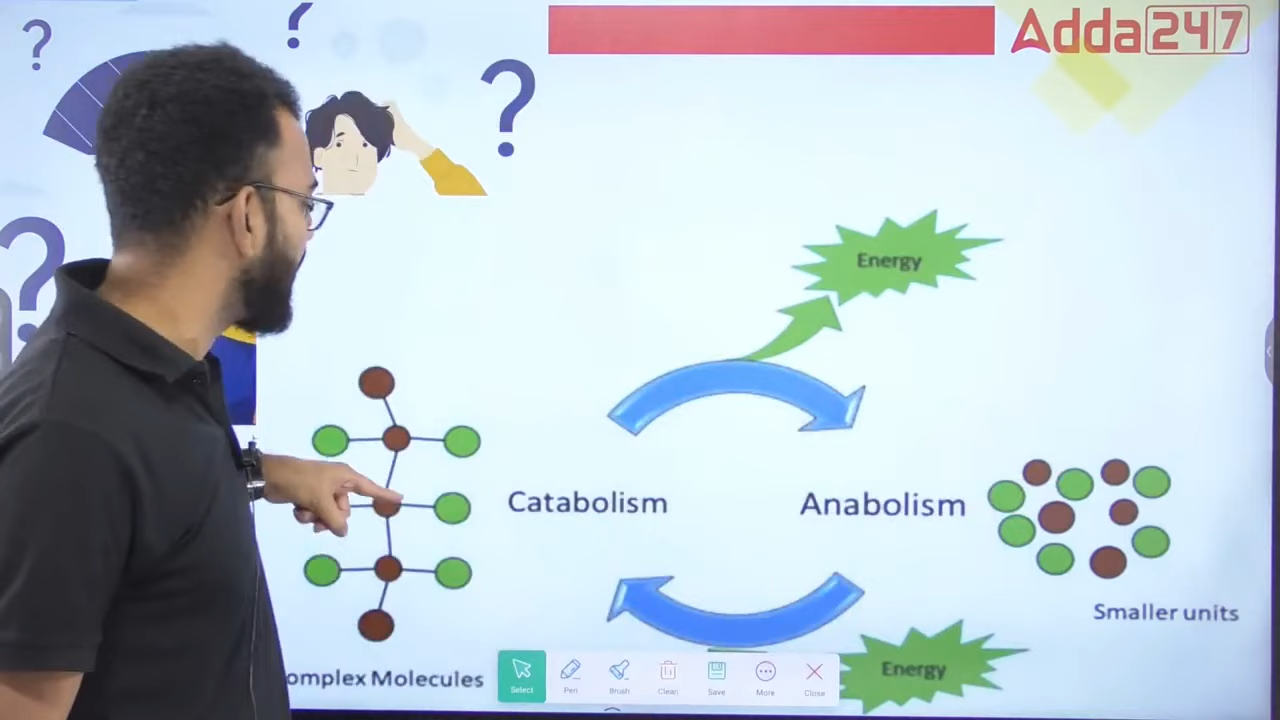 ?
?
?
?
Adda247
Energy
Catabolism
Anabolism
Smaller units
omplex Molecules
Energy
Select
Pen
Brush
Clean
Save
More
Close